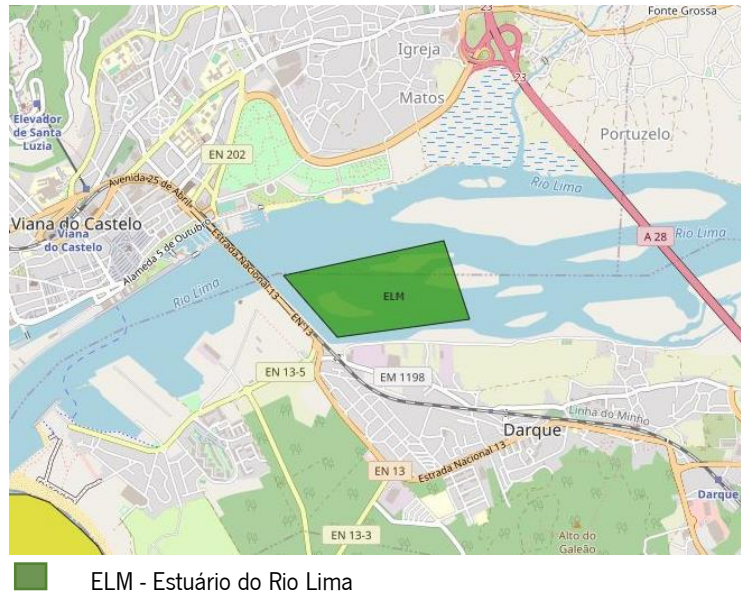 Fonte Grossa
Igreja
23
23
Matos
Elevador
de Santa
Luzia
Portuzelo
EN 202
Avenida 25 de Abril
Rio Lima
Viana do Castelo
Viana
do Castelo
Alameda 5 de Outubro
Estrada Nacional 13
A 28
Rio Lima
Rio Lima
ELM
EN 13
EN 13-5
EM 1198
Linha do Minho
Darque
EN 13
Estrada Nacional 13
Darque
EN 13-3
Alto do
Galeão
ELM - Estuário do Rio Lima